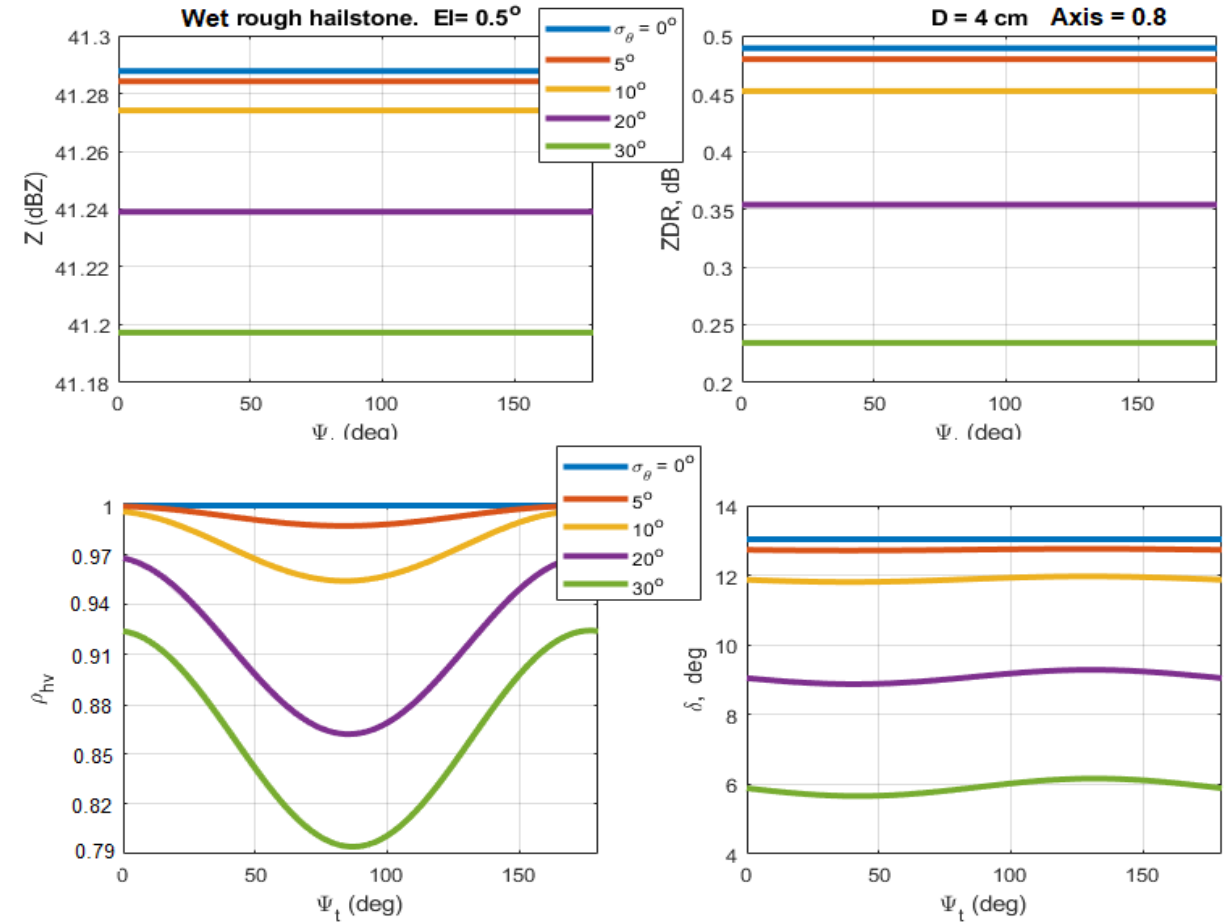 Wet rough hailstone. El= 0.5°
D = 4 cm Axis = 0.8
σθ = 0°
5°
10°
20°
30°
41.3
41.28
41.26
41.24
41.22
41.2
41.18
Z (dBZ)
0 50 100 150
Ψ. (deg)
0.5
0.45
0.4
0.35
0.3
0.25
0.2
ZDR, dB
0 50 100 150
Ψ. (deg)
σθ = 0°
5°
10°
20°
30°
1
0.97
0.94
0.91
0.88
0.85
0.82
0.79
ρhv
0 50 100 150
Ψt (deg)
14
12
10
8
6
4
δ, deg
0 50 100 150
Ψt (deg)